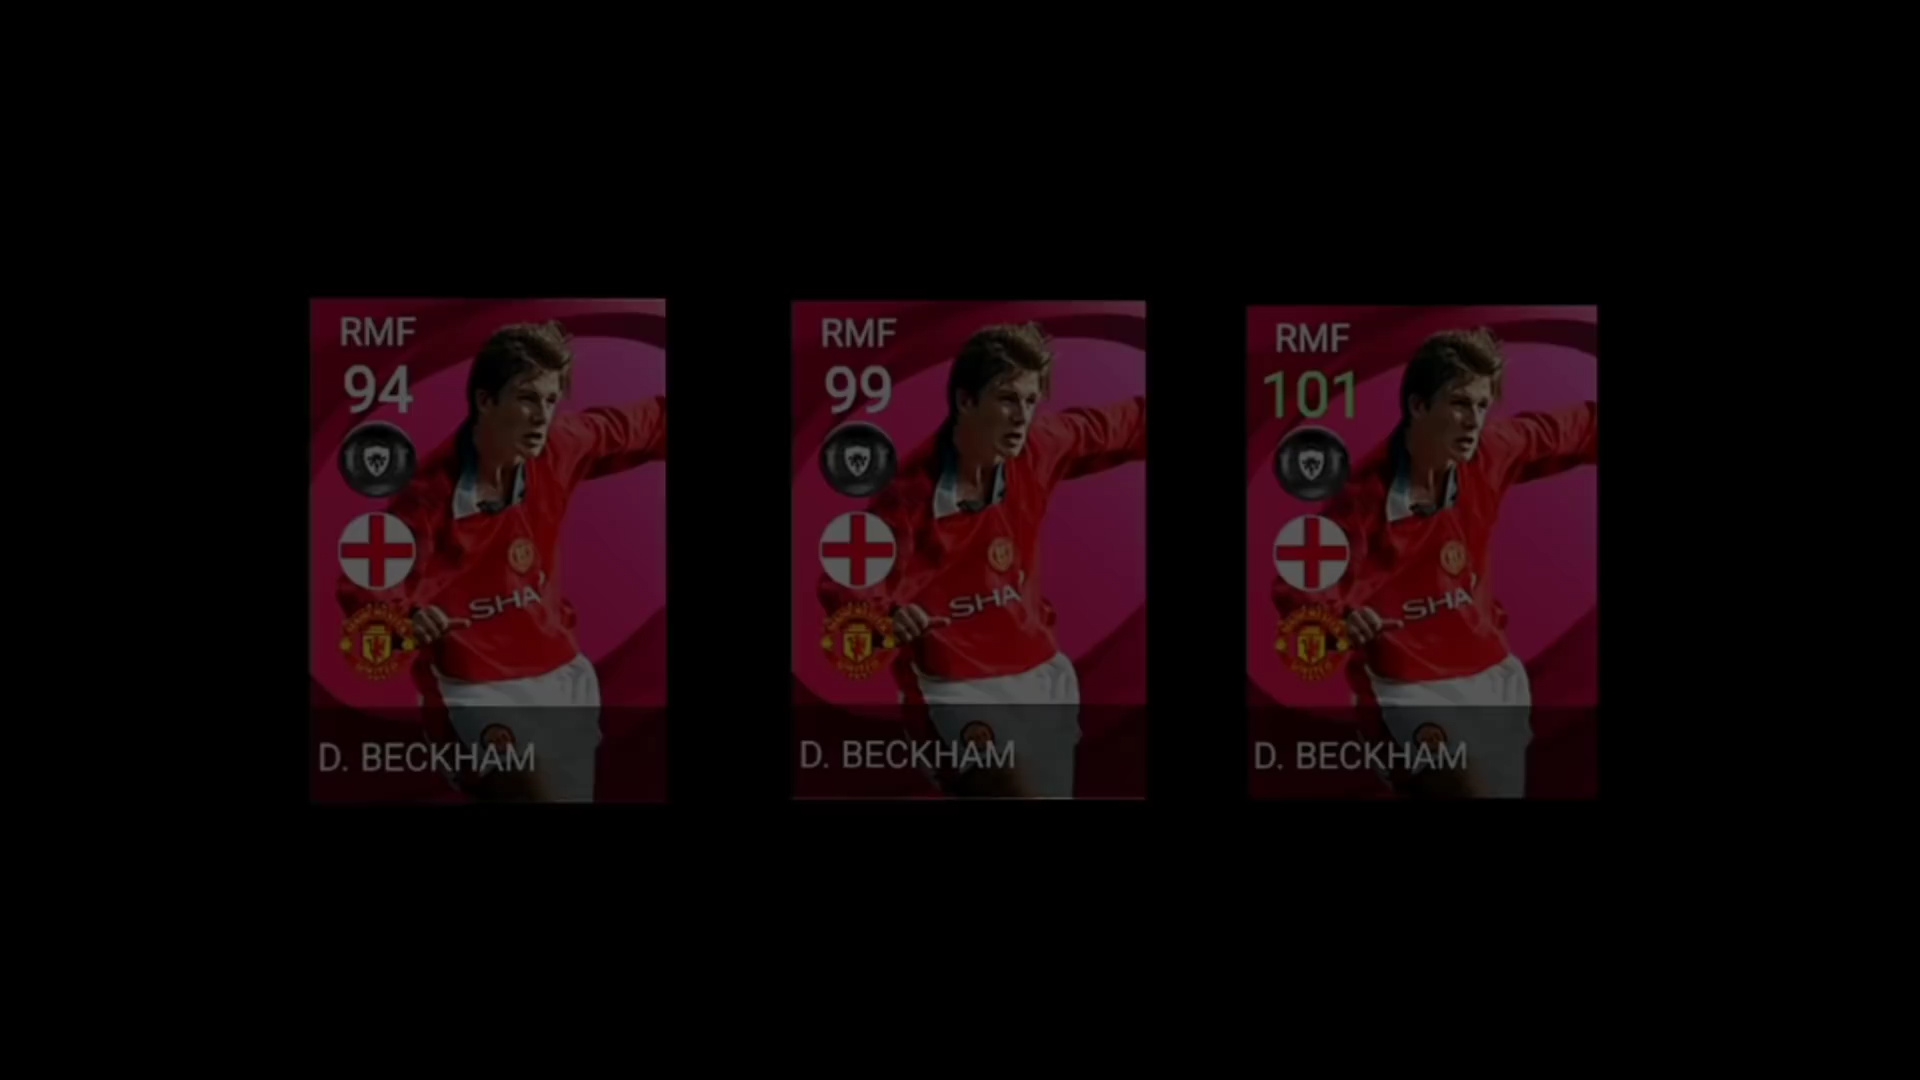 RMF
94
SHA
D. BECKHAM
RMF
99
SHA
D. BECKHAM
RMF
101
SHA
D. BECKHAM